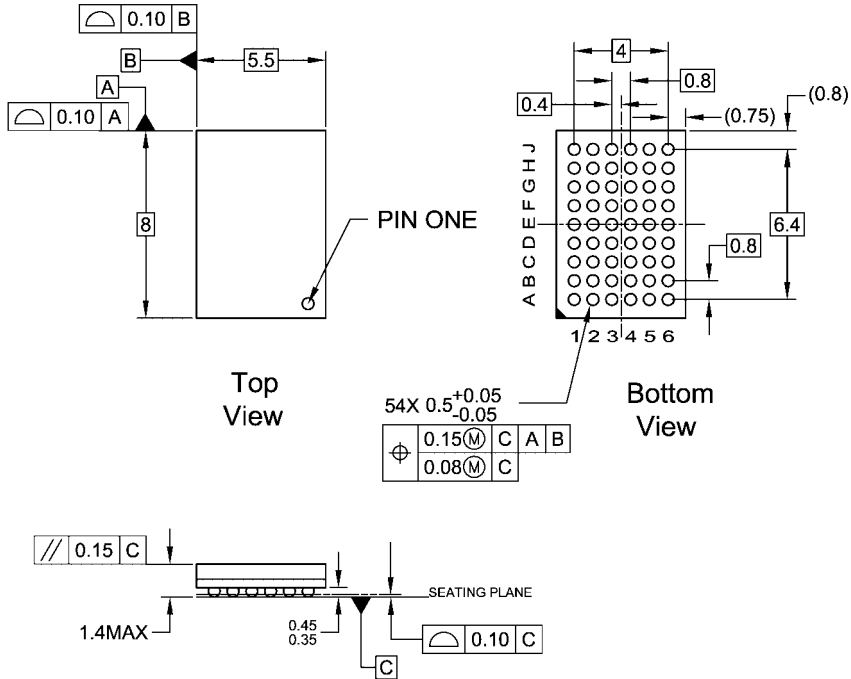 0.10 B
B
5.5
A
0.10 A
8
PIN ONE
Top
View
4
0.8
0.4
(0.75)
(0.8)
J
H
G
F
E
D
C
B
A
6.4
0.8
1 2 3 4 5 6
54X 0.5 +0.05
-0.05
0.15 Ⓜ C A B
0.08 Ⓜ C
Bottom
View
// 0.15 C
1.4MAX
0.45
0.35
SEATING PLANE
0.10 C
C